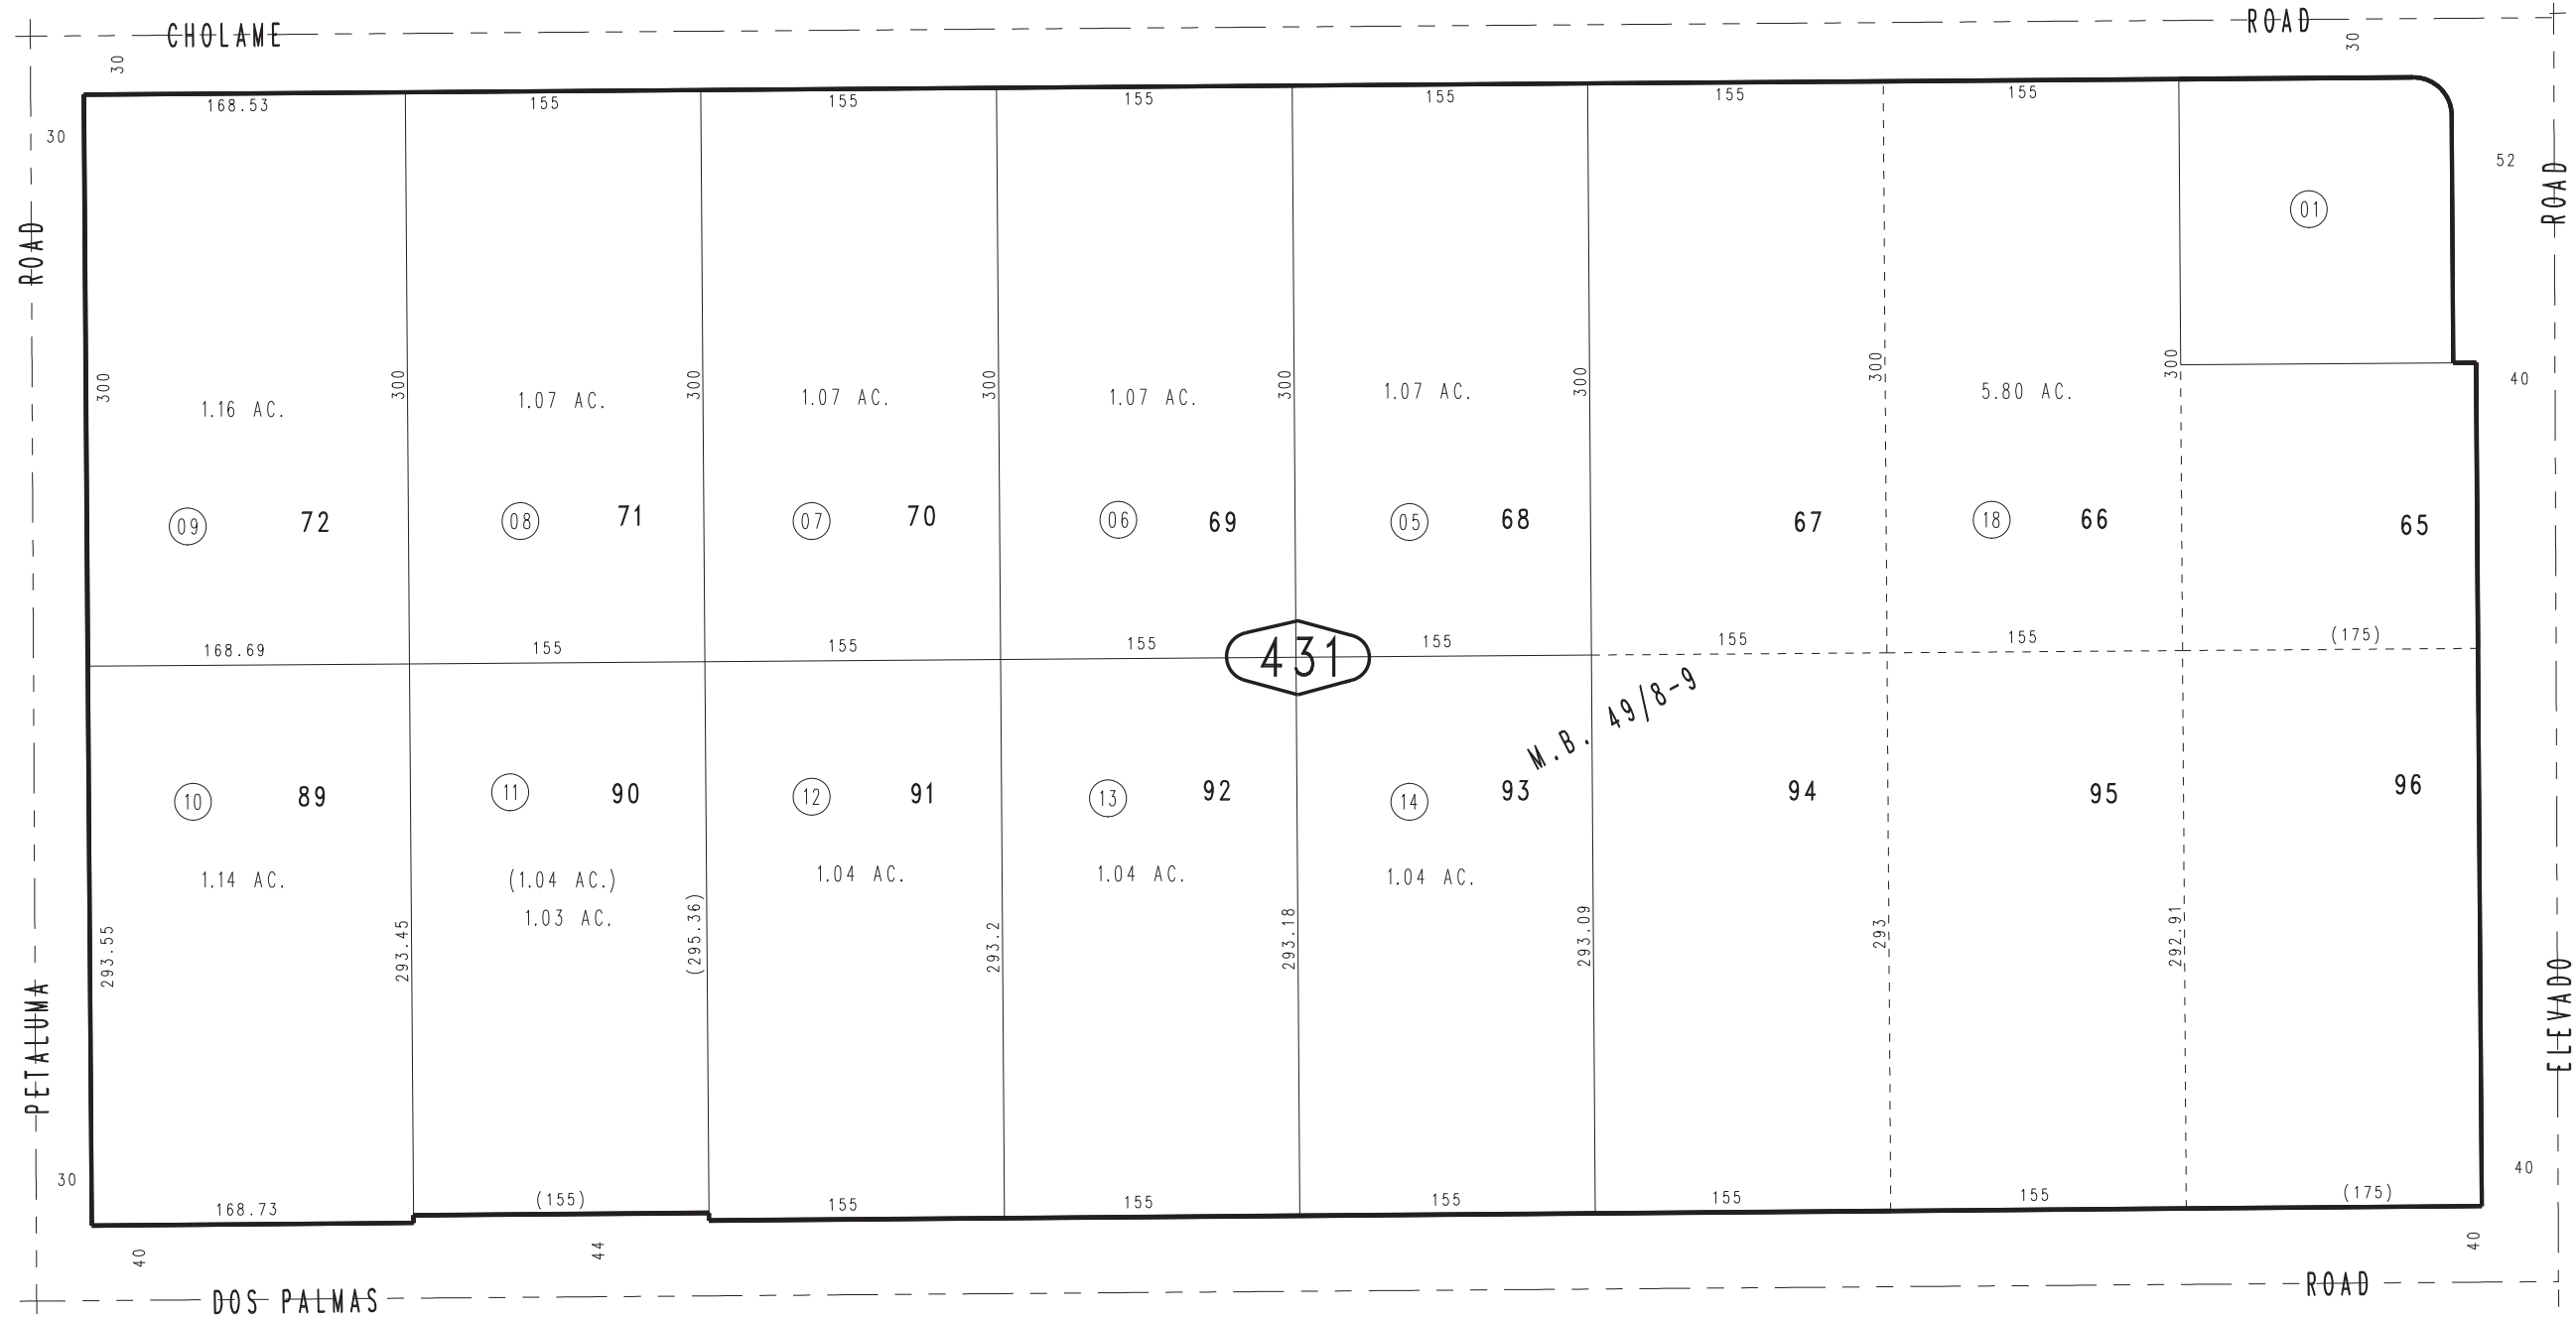 CHOLAME ROAD
30 30
168.53 155 155 155 155 155 155
30
52
ROAD ROAD
01
300 300 300 300 300 300 300 300
40
1.16 AC. 1.07 AC. 1.07 AC. 1.07 AC. 1.07 AC. 5.80 AC.
09 72 08 71 07 70 06 69 05 68 67 18 66 65
168.69 155 155 155 155 155 155 (175)
431
M.B. 49/8-9
10 89 11 90 12 91 13 92 14 93 94 95 96
1.14 AC. (1.04 AC.) 1.04 AC. 1.04 AC. 1.04 AC.
1.03 AC.
293.55 293.45 (295.36) 293.2 293.18 293.09 293 292.91
PETALUMA ELEVADO
30 40
168.73 (155) 155 155 155 155 155 (175)
40 44 40
DOS PALMAS ROAD